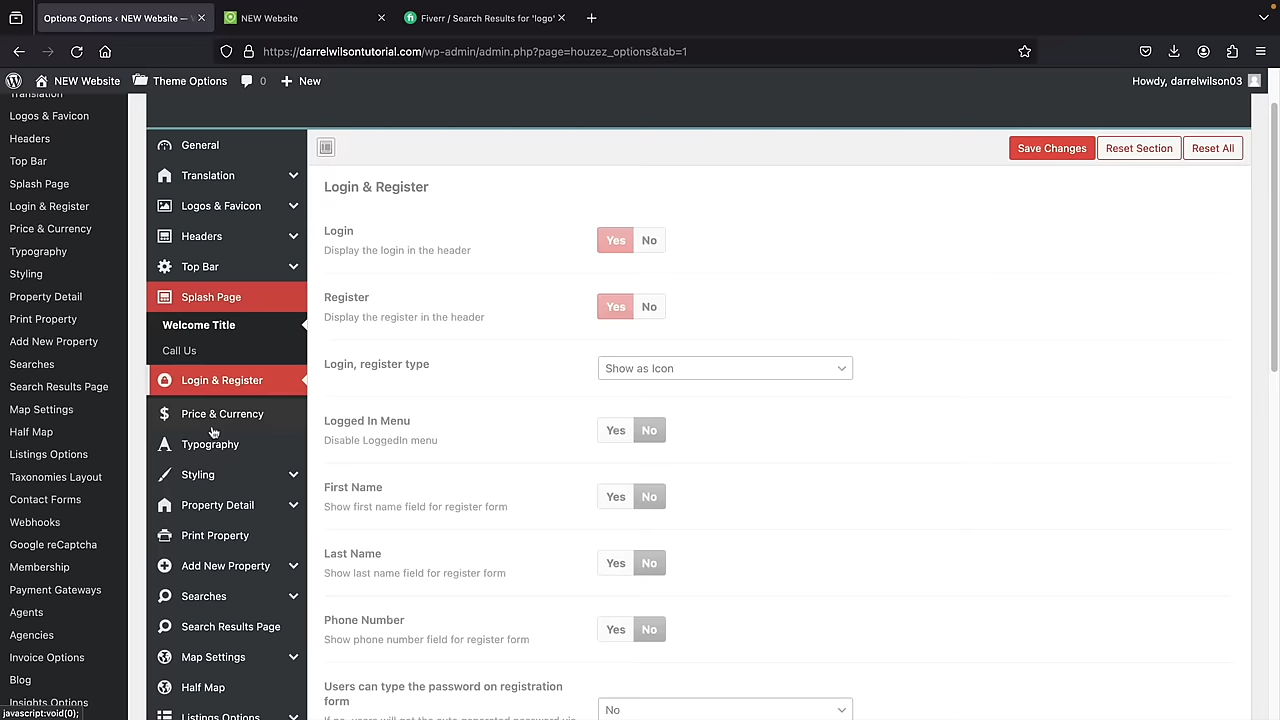 Options Options ‹ NEW Website — W
NEW Website
Fiverr / Search Results for 'logo'
https://darrelwilsontutorial.com/wp-admin/admin.php?page=houzez_options&tab=1
NEW Website
Theme Options
0
New
Howdy, darrelwilson03
Translation
Logos & Favicon
Headers
Top Bar
Splash Page
Login & Register
Price & Currency
Typography
Styling
Property Detail
Print Property
Add New Property
Searches
Search Results Page
Map Settings
Half Map
Listings Options
Taxonomies Layout
Contact Forms
Webhooks
Google reCaptcha
Membership
Payment Gateways
Agents
Agencies
Invoice Options
Blog
Insights Options
javascript:void(0);
General
Translation
Logos & Favicon
Headers
Top Bar
Splash Page
Welcome Title
Call Us
Login & Register
Price & Currency
Typography
Styling
Property Detail
Print Property
Add New Property
Searches
Search Results Page
Map Settings
Half Map
Listings Options
Save Changes
Reset Section
Reset All
Login & Register
Login
Display the login in the header
Yes No
Register
Display the register in the header
Yes No
Login, register type
Show as Icon
Logged In Menu
Disable LoggedIn menu
Yes No
First Name
Show first name field for register form
Yes No
Last Name
Show last name field for register form
Yes No
Phone Number
Show phone number field for register form
Yes No
Users can type the password on registration
form
If no, users will get the auto generated password via
No